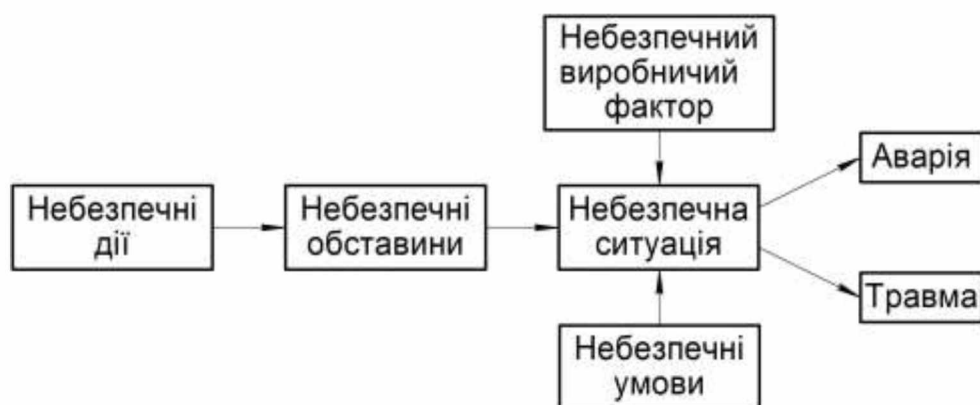 Небезпечний
виробничий
фактор
Аварія
Небезпечні
дії
Небезпечні
обставини
Небезпечна
ситуація
Травма
Небезпечні
умови